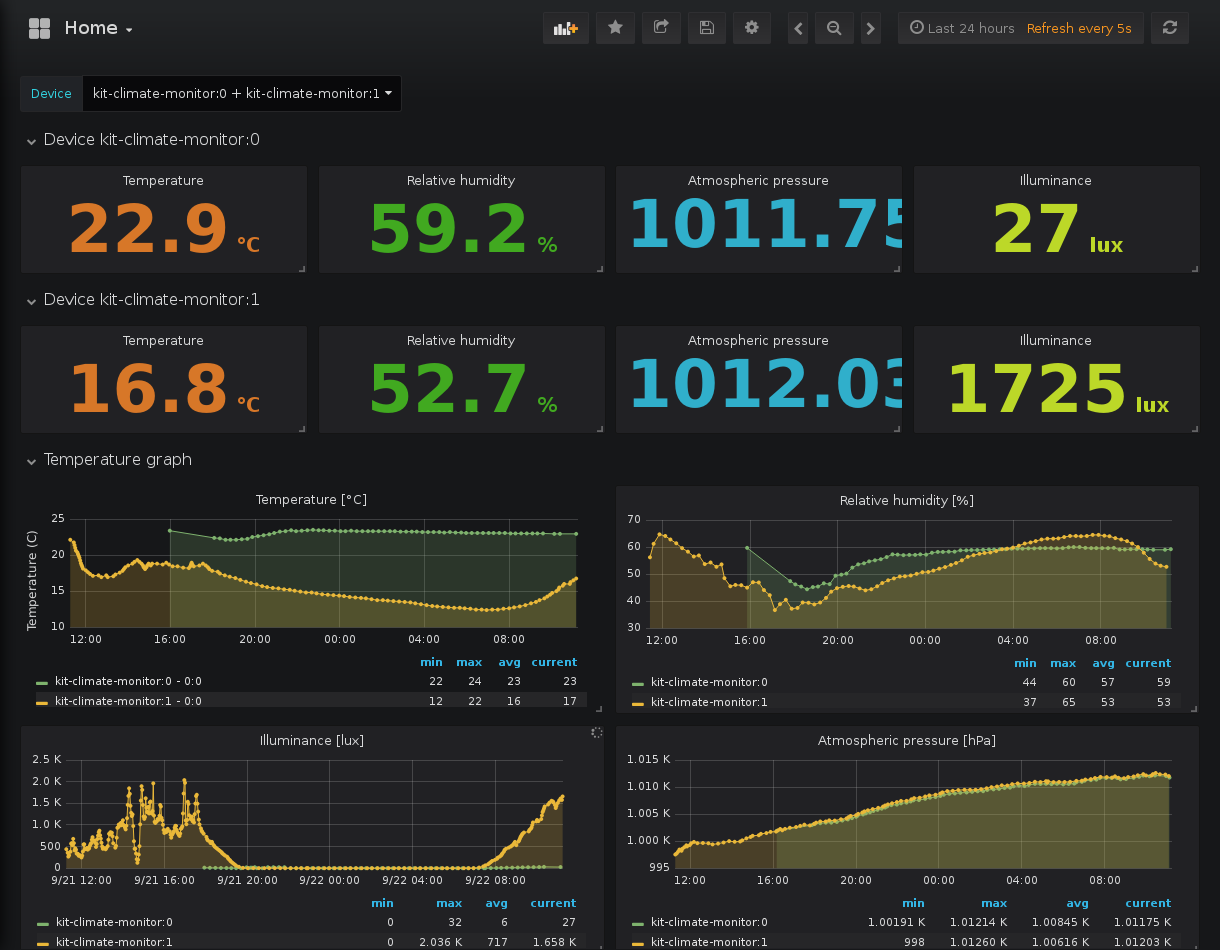 Home
Last 24 hours Refresh every 5s
Device kit-climate-monitor:0 + kit-climate-monitor:1
Device kit-climate-monitor:0
Temperature Relative humidity Atmospheric pressure Illuminance
22.9 °C 59.2 % 1011.75 27 lux
Device kit-climate-monitor:1
Temperature Relative humidity Atmospheric pressure Illuminance
16.8 °C 52.7 % 1012.03 1725 lux
Temperature graph
Temperature [°C]
Temperature (C)
25
20
15
10
12:00 16:00 20:00 00:00 04:00 08:00
min max avg current
kit-climate-monitor:0 - 0:0 22 24 23 23
kit-climate-monitor:1 - 0:0 12 22 16 17
Relative humidity [%]
70
60
50
40
30
12:00 16:00 20:00 00:00 04:00 08:00
min max avg current
kit-climate-monitor:0 44 60 57 59
kit-climate-monitor:1 37 65 53 53
Illuminance [lux]
2.5 K
2.0 K
1.5 K
1.0 K
500
0
9/21 12:00 9/21 16:00 9/21 20:00 9/22 00:00 9/22 04:00 9/22 08:00
min max avg current
kit-climate-monitor:0 0 32 6 27
kit-climate-monitor:1 0 2.036 K 717 1.658 K
Atmospheric pressure [hPa]
1.015 K
1.010 K
1.005 K
1.000 K
995
12:00 16:00 20:00 00:00 04:00 08:00
min max avg current
kit-climate-monitor:0 1.00191 K 1.01214 K 1.00845 K 1.01175 K
kit-climate-monitor:1 998 1.01260 K 1.00616 K 1.01203 K